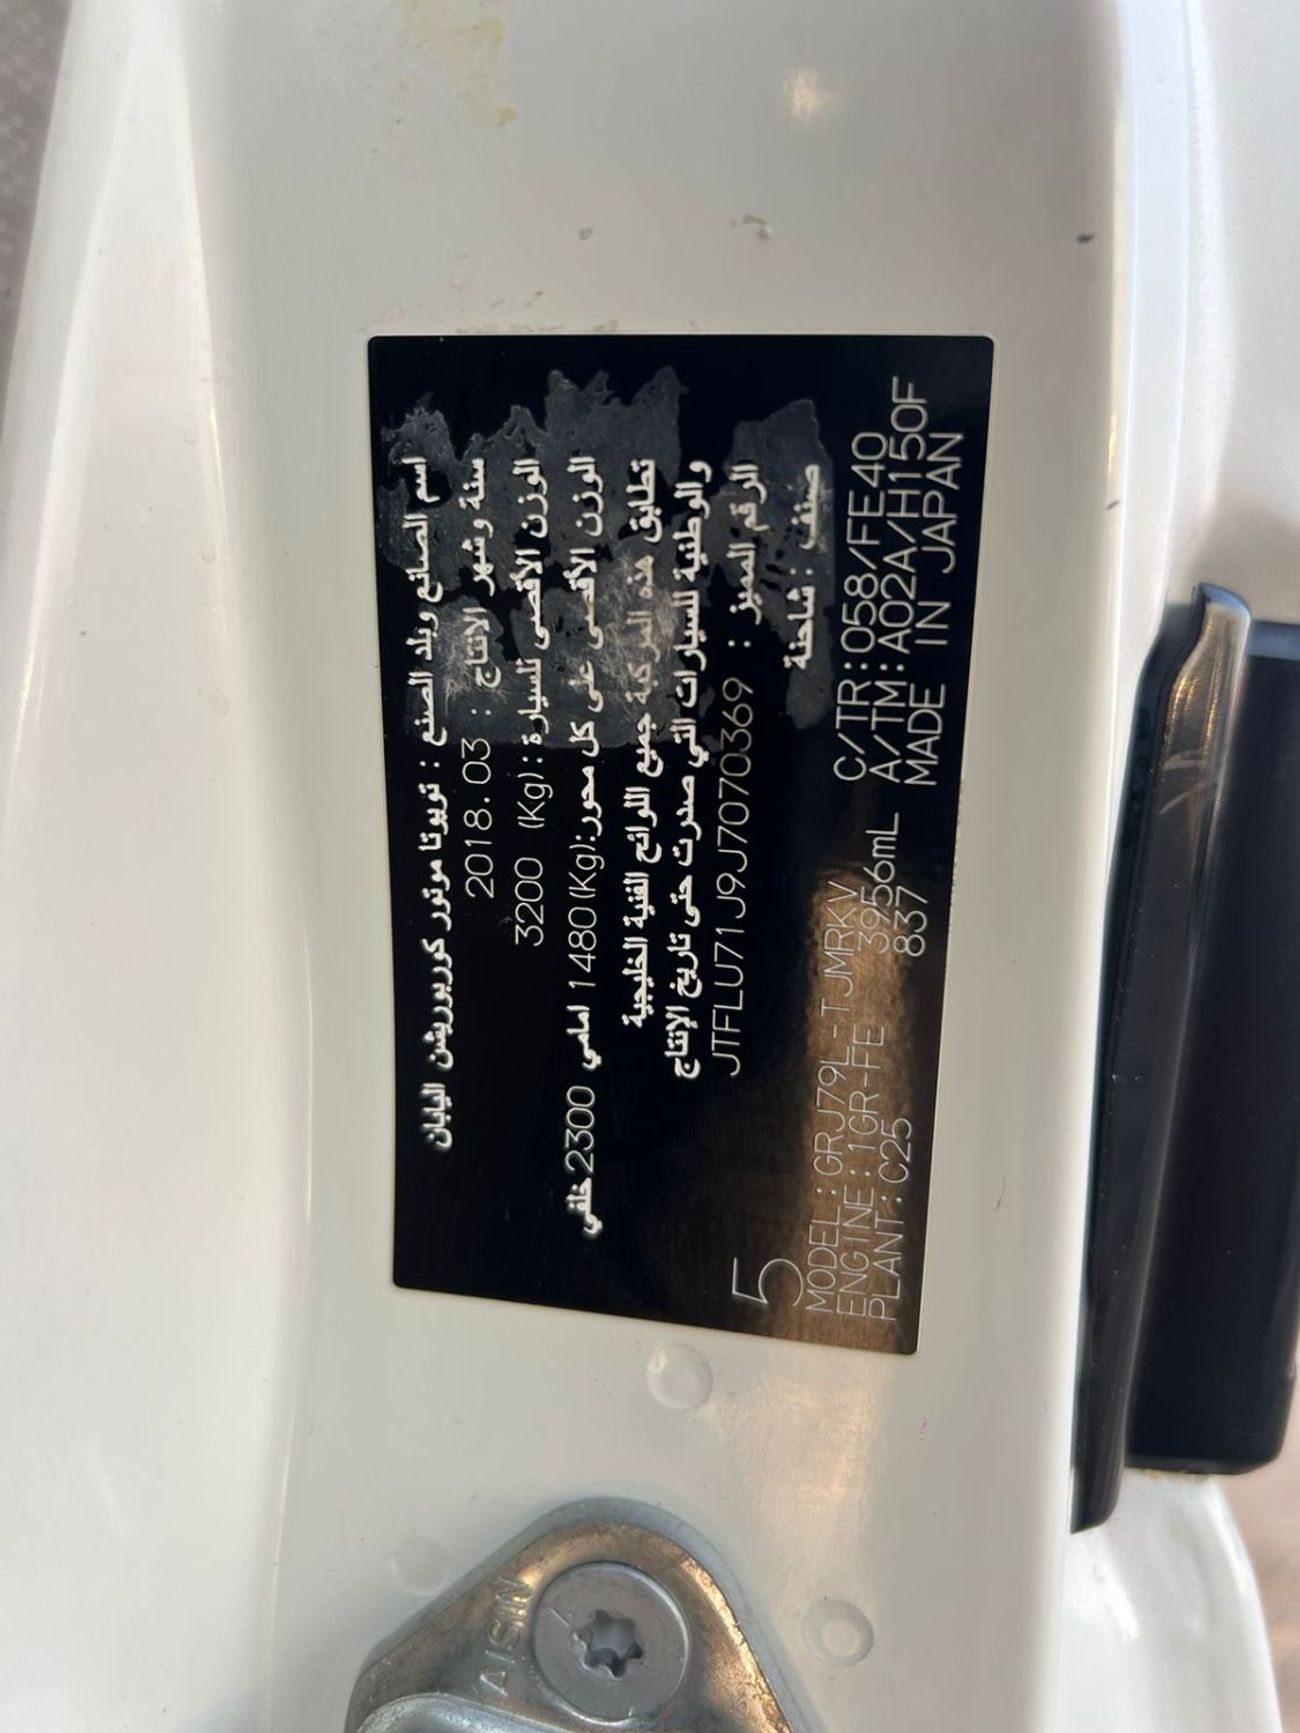 اسم الصانع وبلد الصنع : تويوتا موتور كوربوريشن اليابان
سنة وشهر الانتاج : 2018.03
الوزن الأقصى للسيارة : (Kg) 3200
الوزن الأقصى على كل محور:(Kg) 1480 امامي 2300 خلفي
تطابق هذه المركبة جميع اللوائح الفنية الخليجية
والوطنية للسيارات التي صدرت حتى تاريخ الإنتاج
الرقم المميز : JTFLU71J9J7070369
صنف : شاحنة
5
MODEL:GRJ79L-TJMRKV C/TR:058/FE40
ENGINE:1GR-FE 3956mL A/TM:A02A/H150F
PLANT:C25 837 MADE IN JAPAN
AISIN